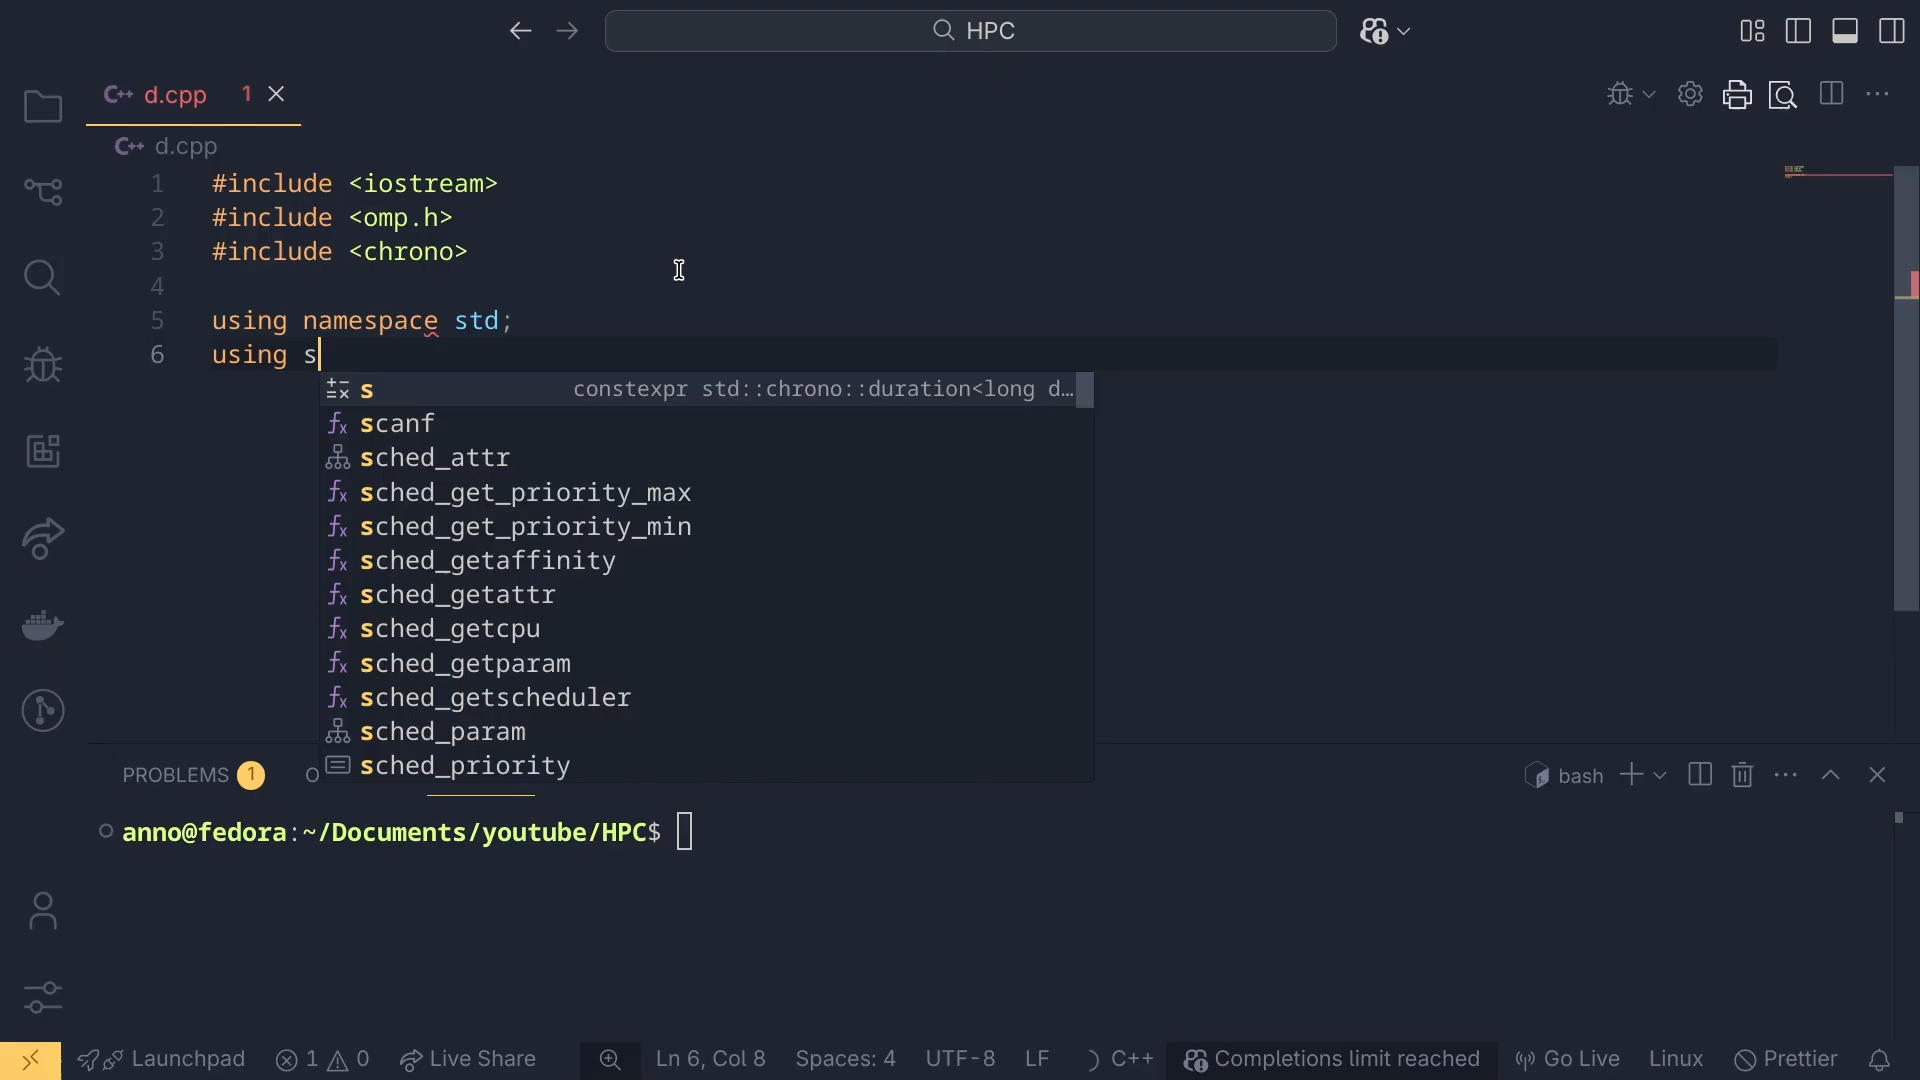 HPC
C++ d.cpp 1
C++ d.cpp
1 #include <iostream>
2 #include <omp.h>
3 #include <chrono>
4
5 using namespace std;
6 using s
s constexpr std::chrono::duration<long d…
scanf
sched_attr
sched_get_priority_max
sched_get_priority_min
sched_getaffinity
sched_getattr
sched_getcpu
sched_getparam
sched_getscheduler
sched_param
sched_priority
PROBLEMS 1 O
bash
anno@fedora:~/Documents/youtube/HPC$
Launchpad 1 0 Live Share Ln 6, Col 8 Spaces: 4 UTF-8 LF C++ Completions limit reached Go Live Linux Prettier